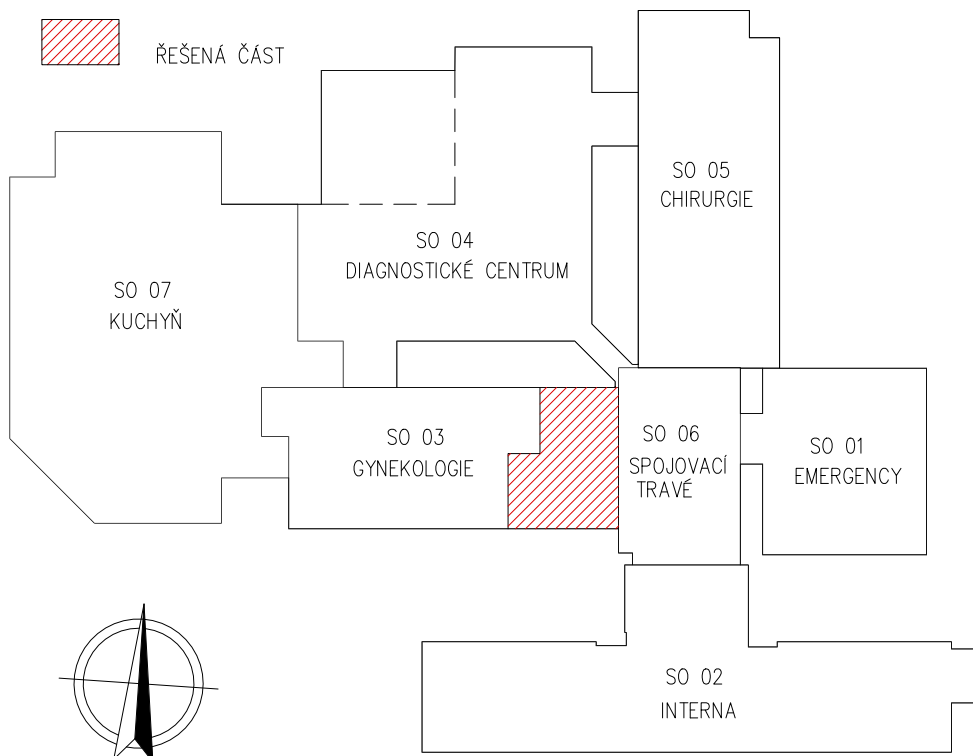 ŘEŠENÁ ČÁST
SO 05
CHIRURGIE
SO 04
DIAGNOSTICKÉ CENTRUM
SO 07
KUCHYŇ
SO 03
GYNEKOLOGIE
SO 06
SPOJOVACÍ
TRAVÉ
SO 01
EMERGENCY
SO 02
INTERNA